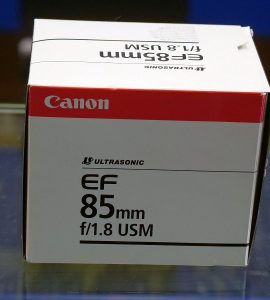 ULTRASONIC
EF85mm
f/1.8 USM
Canon
ULTRASONIC
EF
85mm
f/1.8 USM